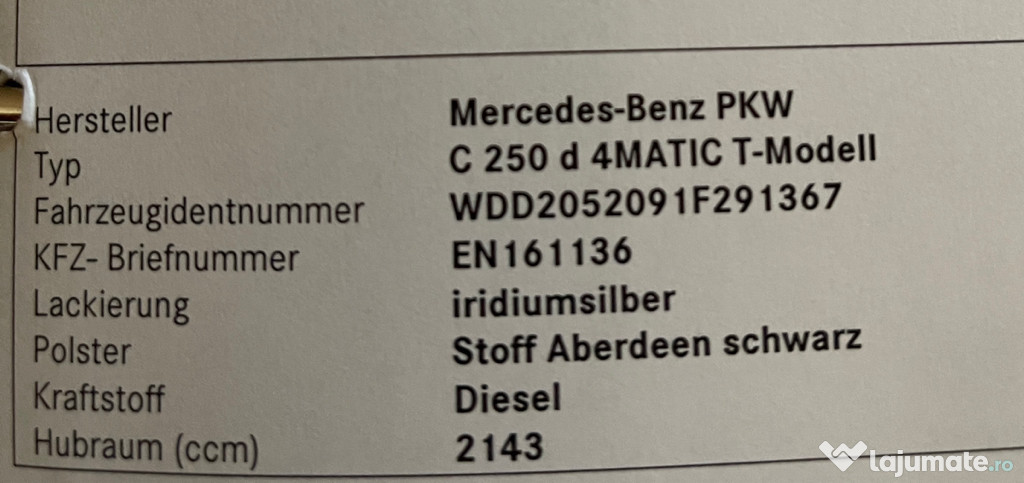 Hersteller Mercedes-Benz PKW
Typ C 250 d 4MATIC T-Modell
Fahrzeugidentnummer WDD2052091F291367
KFZ- Briefnummer EN161136
Lackierung iridiumsilber
Polster Stoff Aberdeen schwarz
Kraftstoff Diesel
Hubraum (ccm) 2143
lajumate.ro